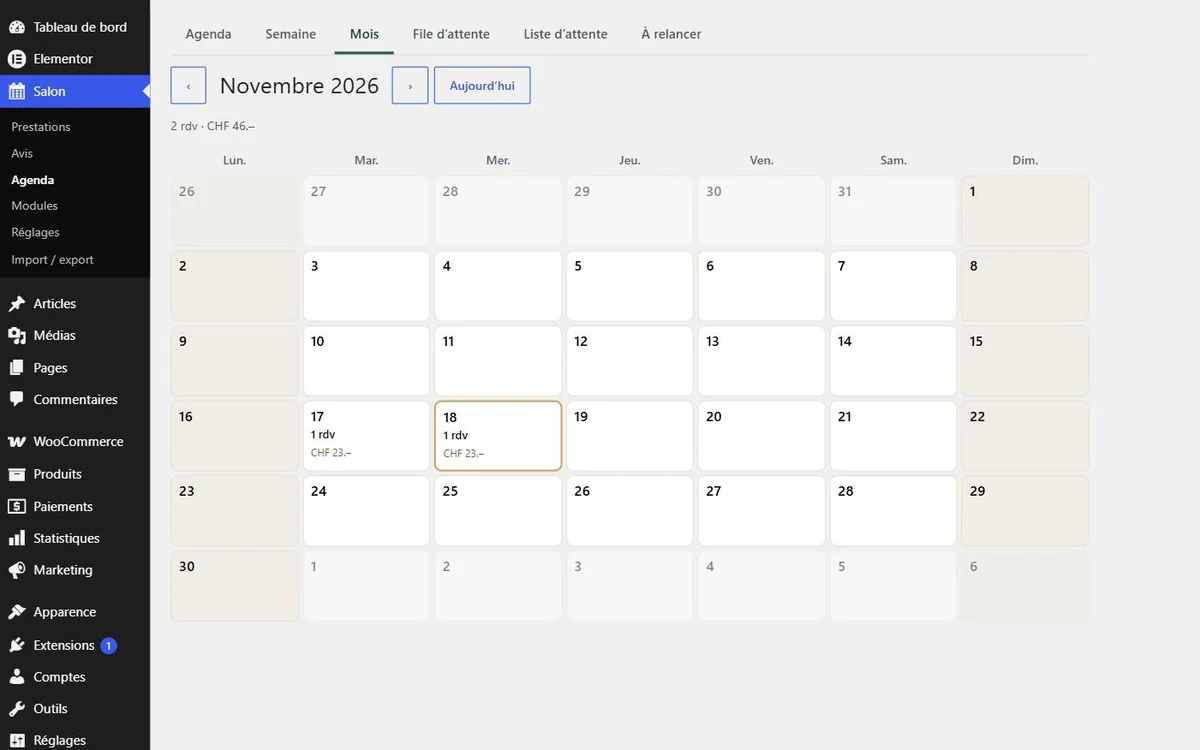 Tableau de bord
Elementor
Salon
Prestations
Avis
Agenda
Modules
Réglages
Import / export
Articles
Médias
Pages
Commentaires
WooCommerce
Produits
Paiements
Statistiques
Marketing
Apparence
Extensions 1
Comptes
Outils
Réglages
Agenda Semaine Mois File d’attente Liste d’attente À relancer
‹ Novembre 2026 › Aujourd’hui
2 rdv · CHF 46.–
Lun. Mar. Mer. Jeu. Ven. Sam. Dim.
26 27 28 29 30 31 1
2 3 4 5 6 7 8
9 10 11 12 13 14 15
16 17 18 19 20 21 22
1 rdv 1 rdv
CHF 23.– CHF 23.–
23 24 25 26 27 28 29
30 1 2 3 4 5 6